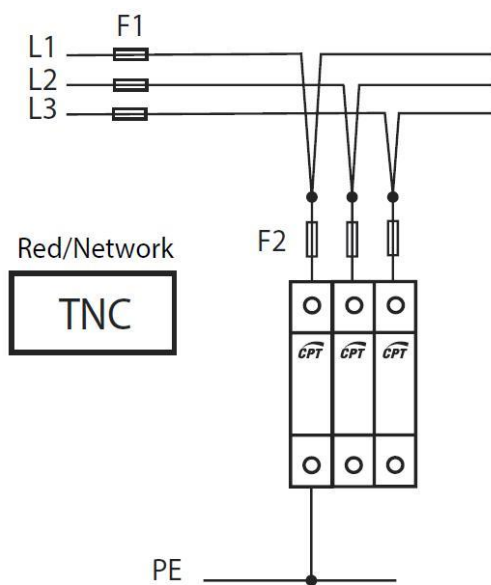 F1
L1
L2
L3
F2
Red/Network
TNC
CPT CPT CPT
PE